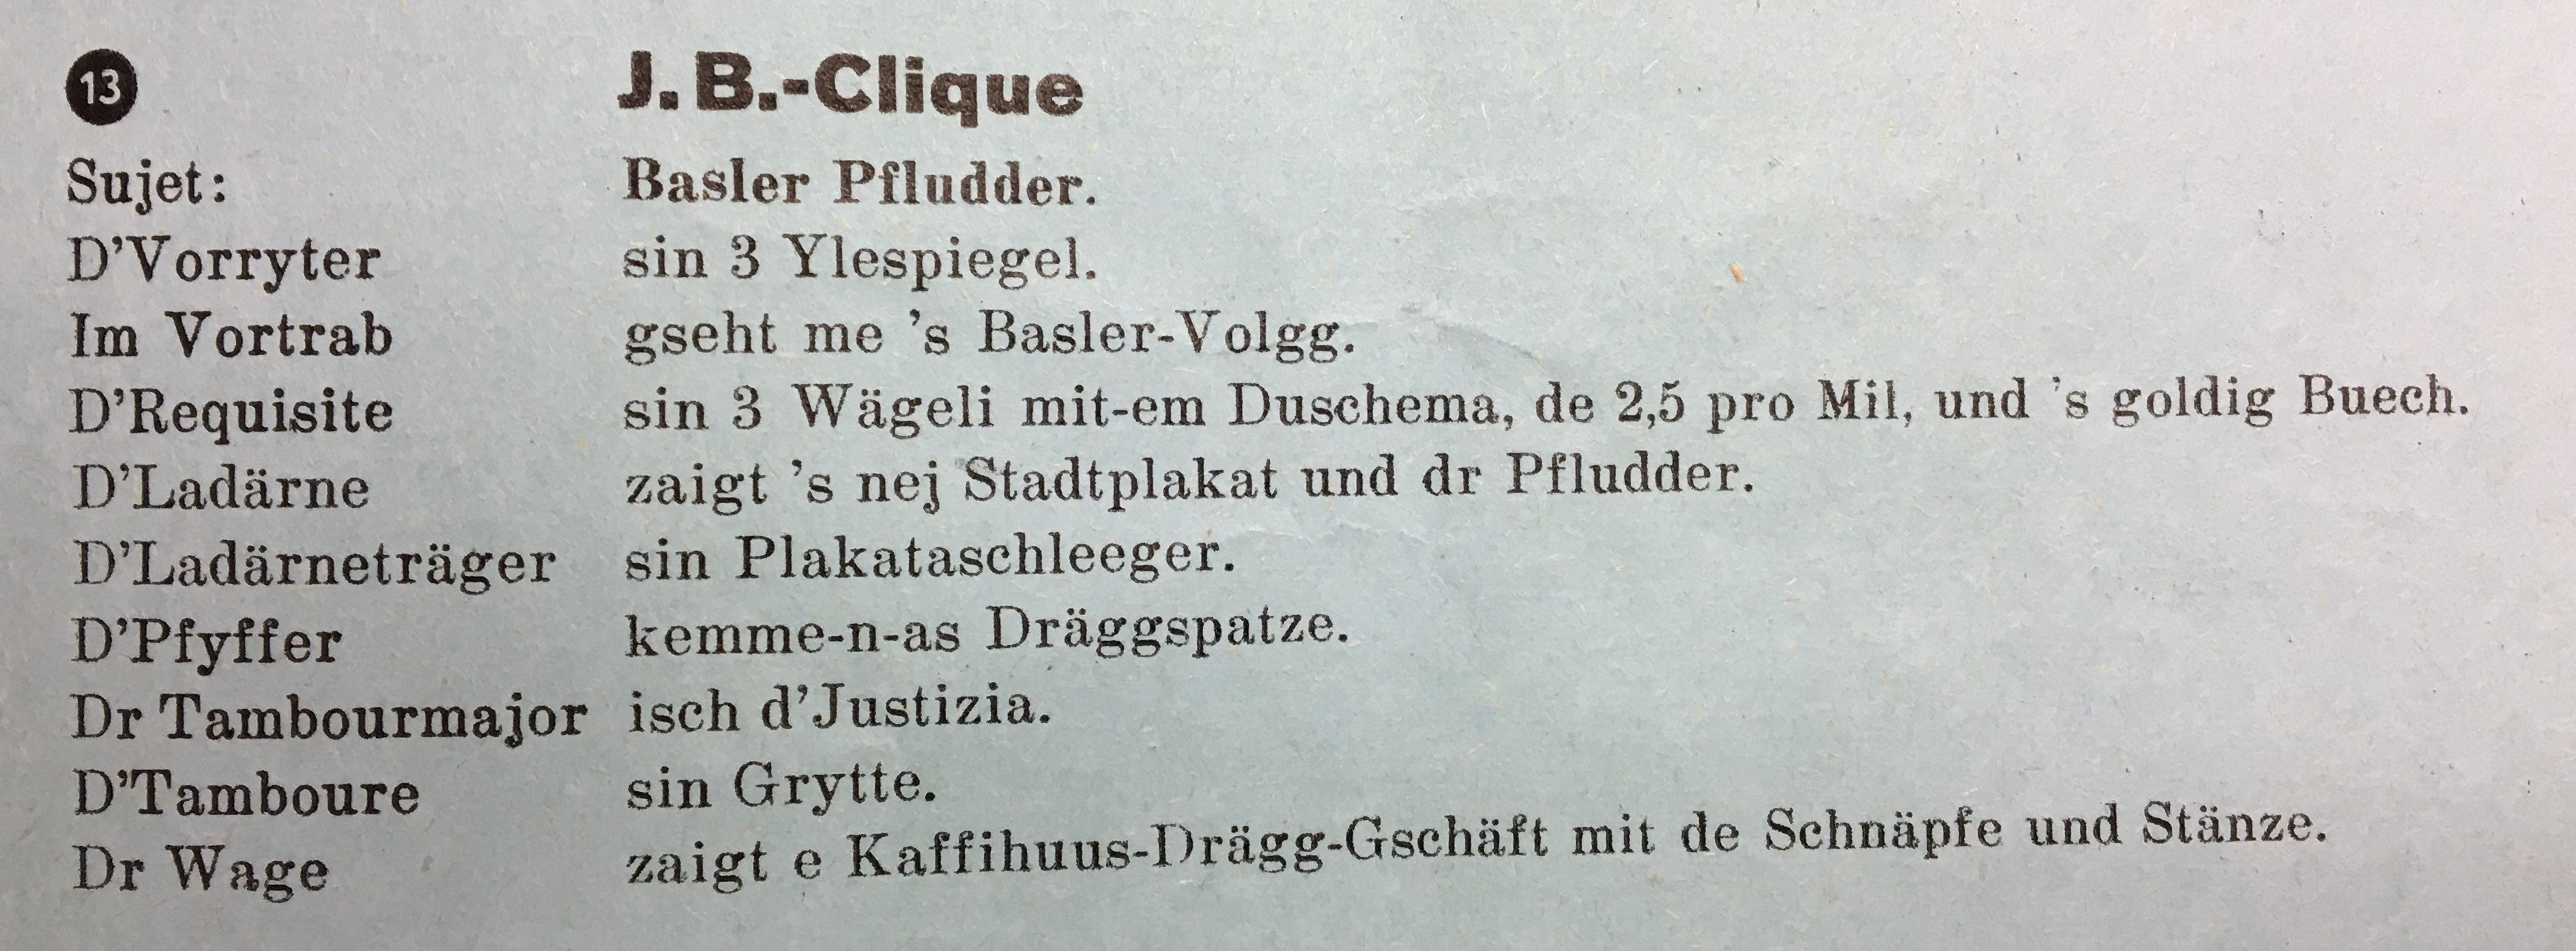 13 J. B.-Clique
Sujet: Basler Pfludder.
D'Vorryter sin 3 Ylespiegel.
Im Vortrab gseht me 's Basler-Volgg.
D'Requisite sin 3 Wägeli mit-em Duschema, de 2,5 pro Mil, und 's goldig Buech.
D'Ladärne zaigt 's nej Stadtplakat und dr Pfludder.
D'Ladärneträger sin Plakataschleeger.
D'Pfyffer kemme-n-as Dräggspatze.
Dr Tambourmajor isch d'Justizia.
D'Tamboure sin Grytte.
Dr Wage zaigt e Kaffihuus-Drägg-Gschäft mit de Schnäpfe und Stänze.